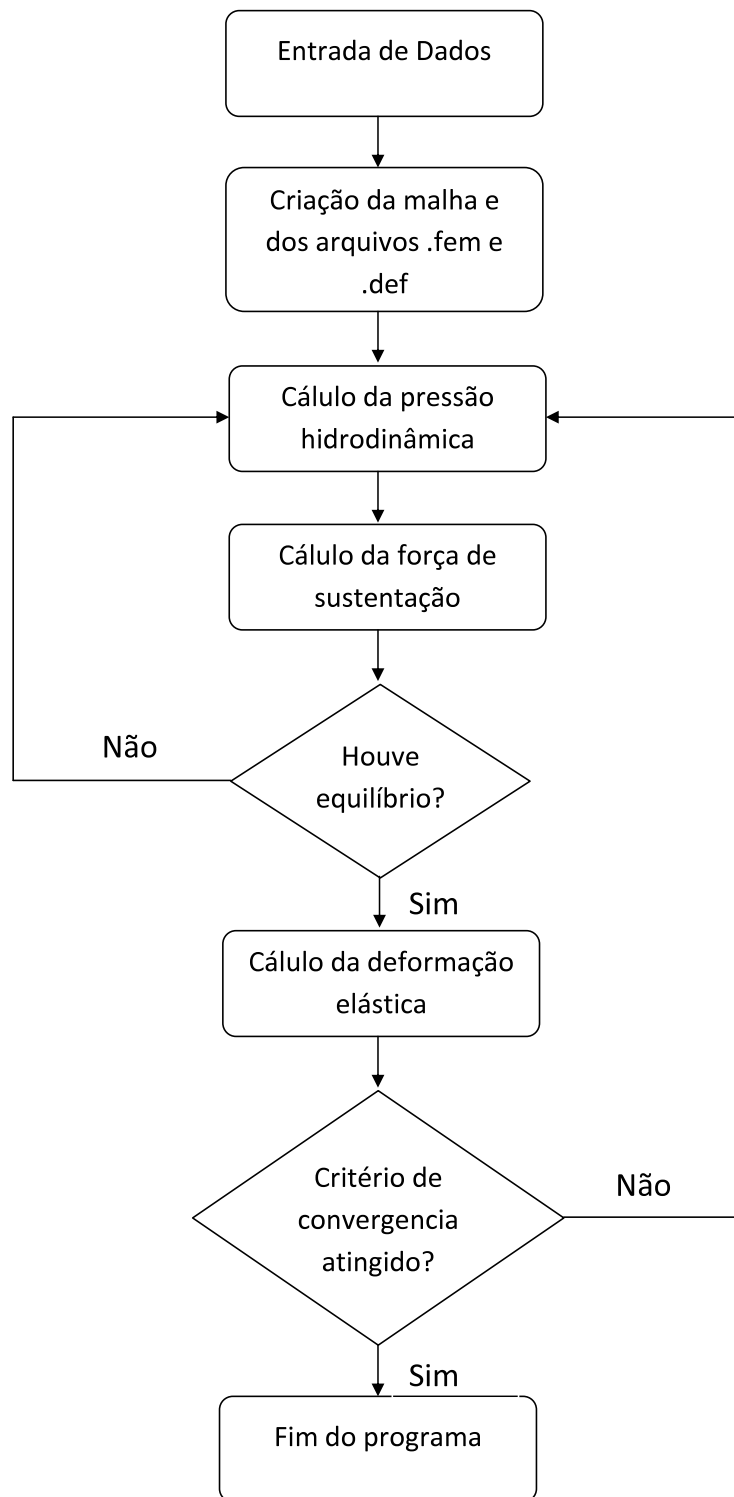 Entrada de Dados
Criação da malha e
dos arquivos .fem e
.def
Cálulo da pressão
hidrodinâmica
Cálulo da força de
sustentação
Houve
equilíbrio?
Não
Sim
Cálulo da deformação
elástica
Critério de
convergencia
atingido?
Não
Sim
Fim do programa